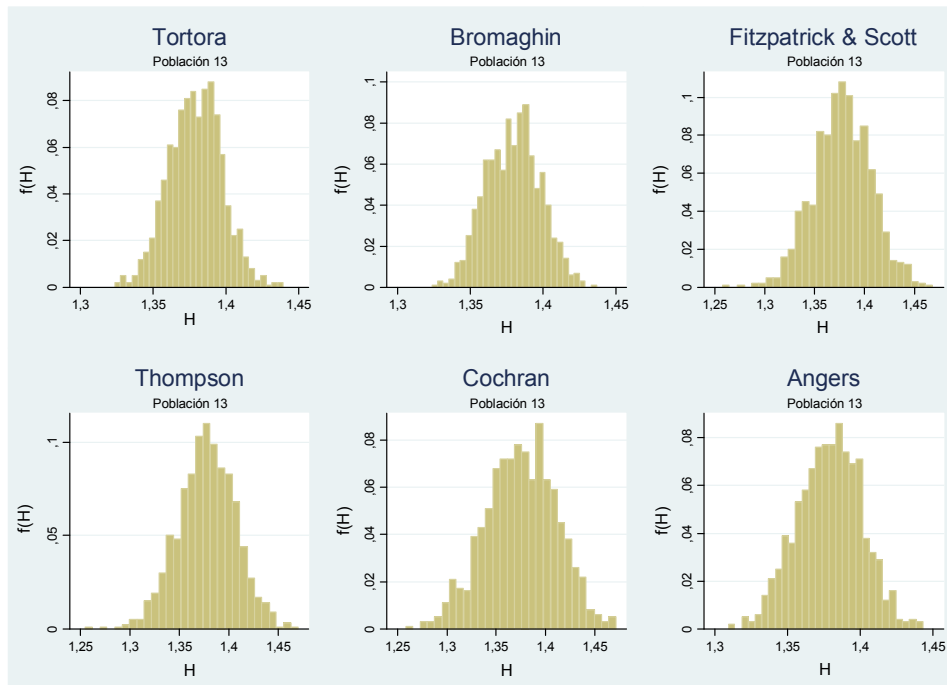 Tortora
Población 13
f(H)
,08
,06
,04
,02
0
1,3 1,35 1,4 1,45
H
Bromaghin
Población 13
f(H)
,1
,08
,06
,04
,02
0
1,3 1,35 1,4 1,45
H
Fitzpatrick & Scott
Población 13
f(H)
,1
,08
,06
,04
,02
0
1,25 1,3 1,35 1,4 1,45
H
Thompson
Población 13
f(H)
,1
,05
0
1,25 1,3 1,35 1,4 1,45
H
Cochran
Población 13
f(H)
,08
,06
,04
,02
0
1,25 1,3 1,35 1,4 1,45
H
Angers
Población 13
f(H)
,08
,06
,04
,02
0
1,3 1,35 1,4 1,45
H